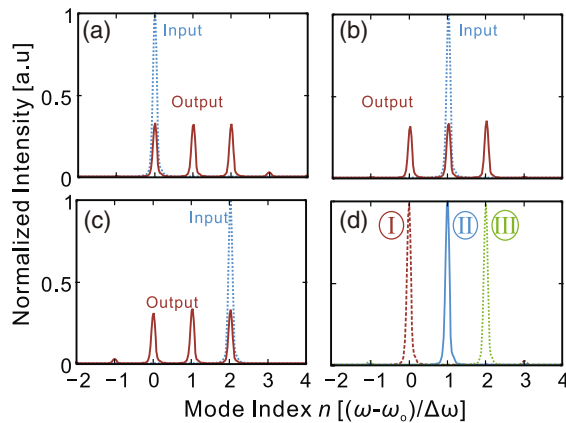 Normalized Intensity [a.u]
(a)
Input
Output
1
0.5
0
(b)
Input
Output
(c)
Input
Output
1
0.5
0
−2 −1 0 1 2 3 4
(d)
I II III
−2 −1 0 1 2 3 4
Mode Index n [(ω-ω₀)/Δω]